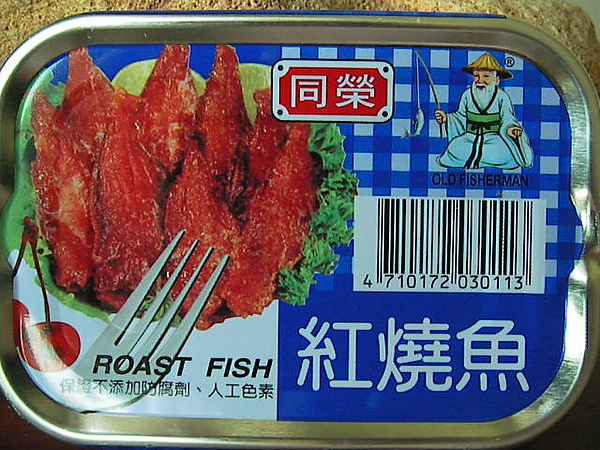 同榮
®
OLD FISHERMAN
4 710172 030113
紅燒魚
ROAST FISH
保證不添加防腐劑、人工色素